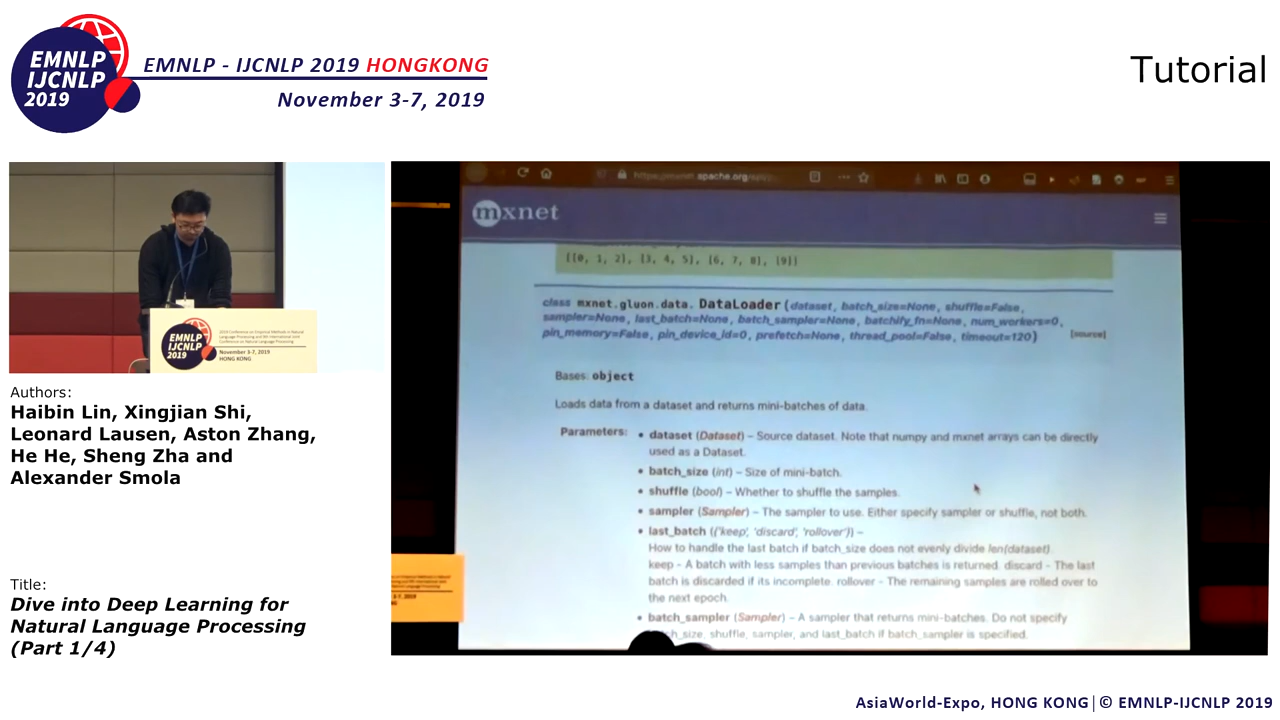 EMNLP
IJCNLP
2019
EMNLP - IJCNLP 2019 HONGKONG
November 3-7, 2019
Tutorial
EMNLP
IJCNLP
2019
November 3-7, 2019
HONG KONG
Authors:
Haibin Lin, Xingjian Shi,
Leonard Lausen, Aston Zhang,
He He, Sheng Zha and
Alexander Smola
Title:
Dive into Deep Learning for
Natural Language Processing
(Part 1/4)
mxnet
[[0, 1, 2], [3, 4, 5], [6, 7, 8], [9]]
class mxnet.gluon.data. DataLoader(dataset, batch_size=None, shuffle=False,
sampler=None, last_batch=None, batch_sampler=None, batchify_fn=None, num_workers=0,
pin_memory=False, pin_device_id=0, prefetch=None, thread_pool=False, timeout=120)
[source]
Bases: object
Loads data from a dataset and returns mini-batches of data.
Parameters:
• dataset (Dataset) – Source dataset. Note that numpy and mxnet arrays can be directly
used as a Dataset.
• batch_size (int) – Size of mini-batch.
• shuffle (bool) – Whether to shuffle the samples.
• sampler (Sampler) – The sampler to use. Either specify sampler or shuffle, not both.
• last_batch ({'keep', 'discard', 'rollover'}) –
How to handle the last batch if batch_size does not evenly divide len(dataset).
keep - A batch with less samples than previous batches is returned. discard - The last
batch is discarded if its incomplete. rollover - The remaining samples are rolled over to
the next epoch.
• batch_sampler (Sampler) – A sampler that returns mini-batches. Do not specify
size, shuffle, sampler, and last_batch if batch_sampler is specified.
AsiaWorld-Expo, HONG KONG | © EMNLP-IJCNLP 2019